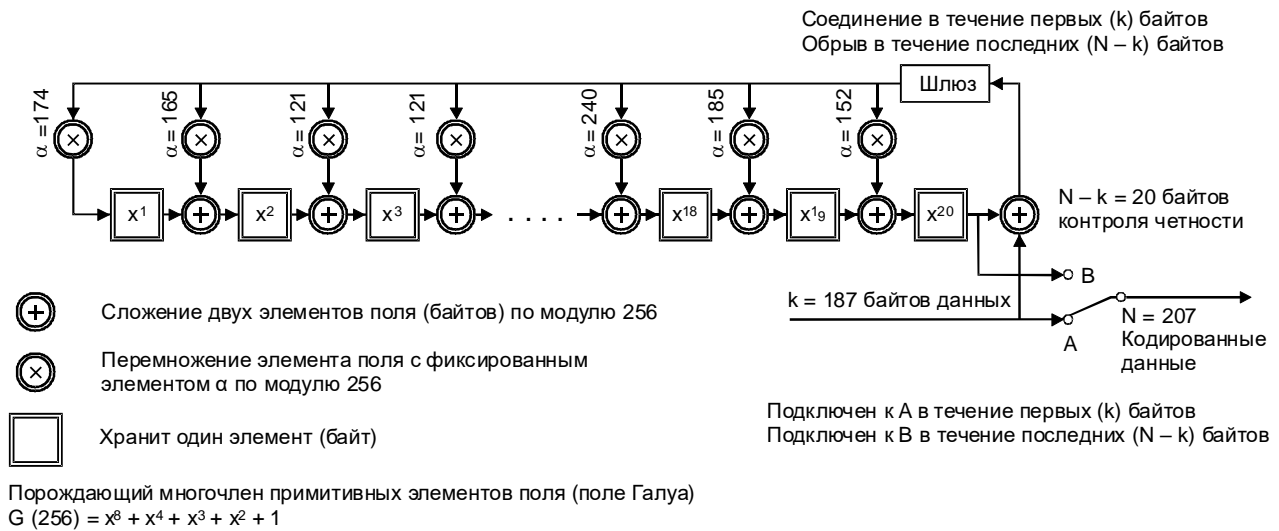 Соединение в течение первых (k) байтов
Обрыв в течение последних (N – k) байтов
Шлюз
α =174
α = 165
α = 121
α = 121
α = 240
α = 185
α = 152
x¹
x²
x³
. . . .
x¹⁸
x¹₉
x²⁰
N – k = 20 байтов
контроля четности
B
k = 187 байтов данных
A
N = 207
Кодированные
данные
Сложение двух элементов поля (байтов) по модулю 256
Перемножение элемента поля с фиксированным
элементом α по модулю 256
Хранит один элемент (байт)
Подключен к A в течение первых (k) байтов
Подключен к B в течение последних (N – k) байтов
Порождающий многочлен примитивных элементов поля (поле Галуа)
G (256) = x⁸ + x⁴ + x³ + x² + 1